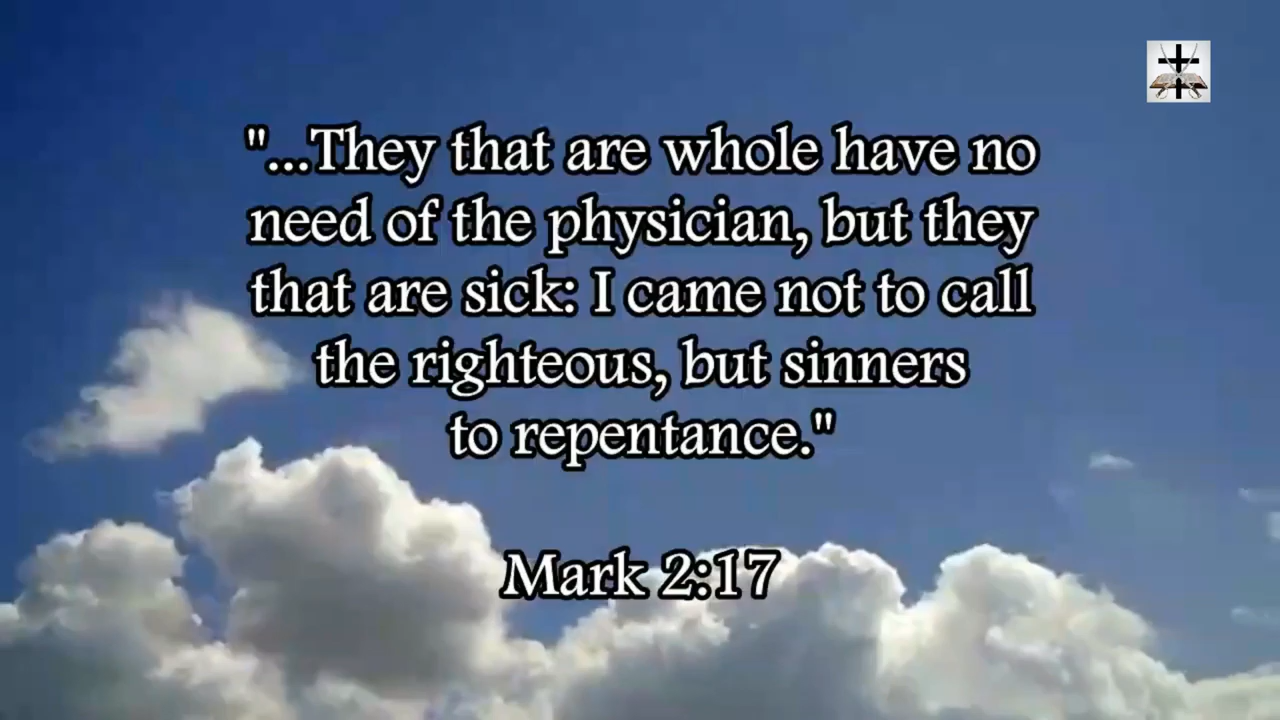 "...They that are whole have no
need of the physician, but they
that are sick: I came not to call
the righteous, but sinners
to repentance."
Mark 2:17